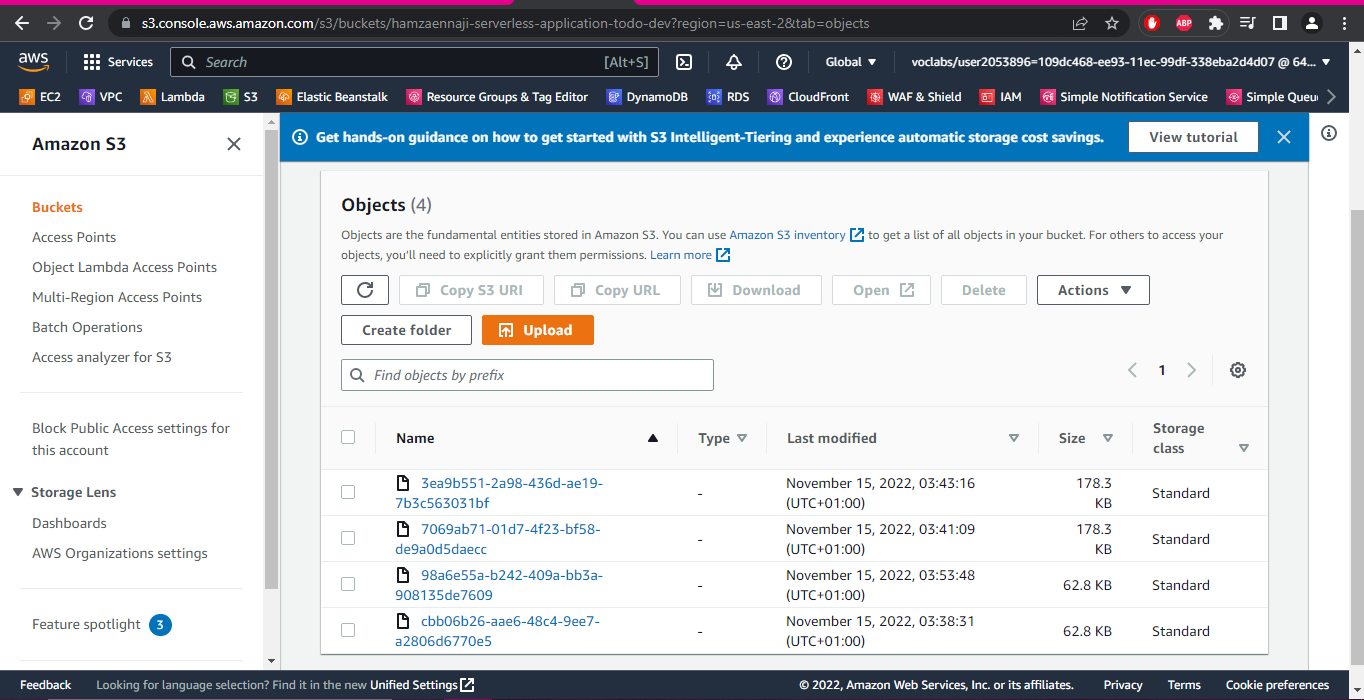 s3.console.aws.amazon.com/s3/buckets/hamzaennaji-serverless-application-todo-dev?region=us-east-2&tab=objects
ABP
aws Services Search [Alt+S] Global voclabs/user2053896=109dc468-ee93-11ec-99df-338eba2d4d07 @ 64...
EC2 VPC Lambda S3 Elastic Beanstalk Resource Groups & Tag Editor DynamoDB RDS CloudFront WAF & Shield IAM Simple Notification Service Simple Queu
Amazon S3
Buckets
Access Points
Object Lambda Access Points
Multi-Region Access Points
Batch Operations
Access analyzer for S3
Block Public Access settings for
this account
Storage Lens
Dashboards
AWS Organizations settings
Feature spotlight 3
Get hands-on guidance on how to get started with S3 Intelligent-Tiering and experience automatic storage cost savings. View tutorial
Objects (4)
Objects are the fundamental entities stored in Amazon S3. You can use Amazon S3 inventory to get a list of all objects in your bucket. For others to access your
objects, you'll need to explicitly grant them permissions. Learn more
Copy S3 URI Copy URL Download Open Delete Actions
Create folder Upload
Find objects by prefix 1
Name Type Last modified Size Storage
class
3ea9b551-2a98-436d-ae19- - November 15, 2022, 03:43:16 178.3 Standard
7b3c563031bf (UTC+01:00) KB
7069ab71-01d7-4f23-bf58- - November 15, 2022, 03:41:09 178.3 Standard
de9a0d5daecc (UTC+01:00) KB
98a6e55a-b242-409a-bb3a- - November 15, 2022, 03:53:48 62.8 KB Standard
908135de7609 (UTC+01:00)
cbb06b26-aae6-48c4-9ee7- - November 15, 2022, 03:38:31 62.8 KB Standard
a2806d6770e5 (UTC+01:00)
Feedback Looking for language selection? Find it in the new Unified Settings © 2022, Amazon Web Services, Inc. or its affiliates. Privacy Terms Cookie preferences